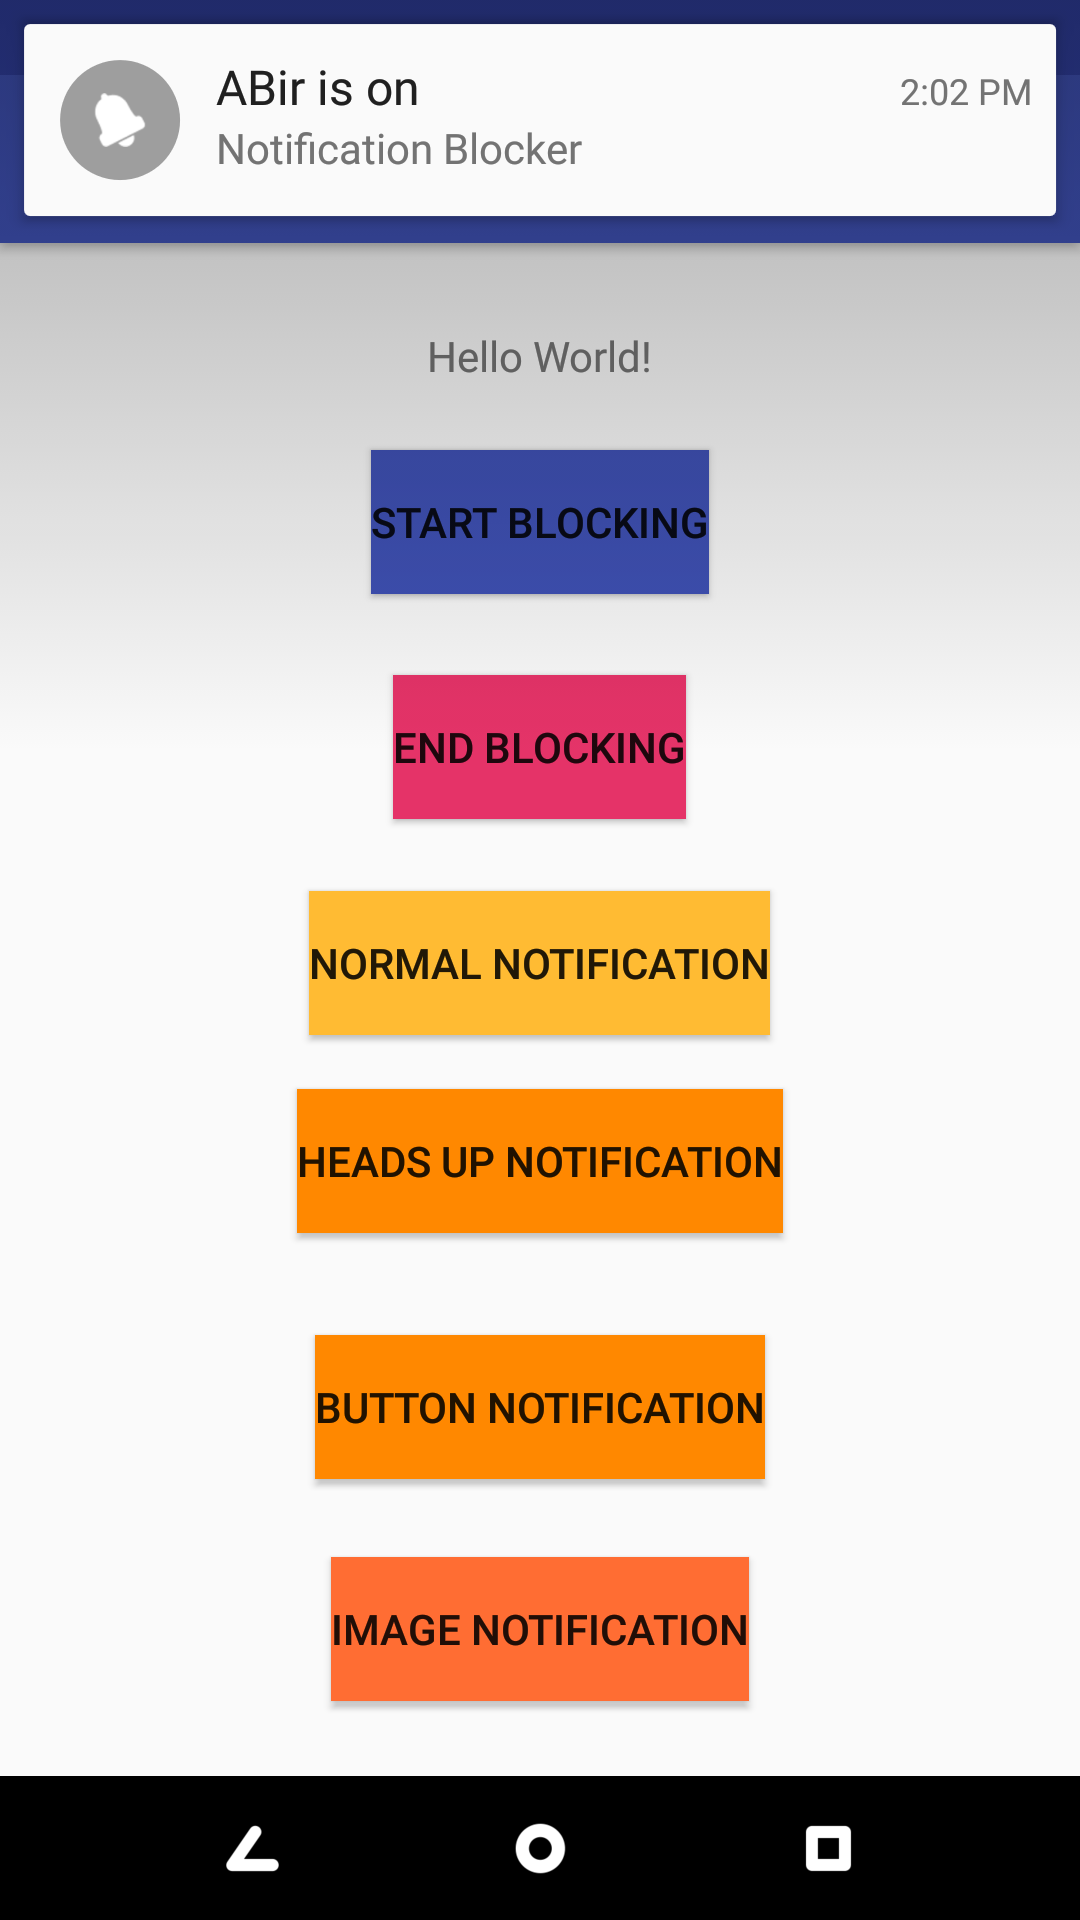 ABir is on
2:02 PM
Notification Blocker
Hello World!
START BLOCKING
END BLOCKING
NORMAL NOTIFICATION
HEADS UP NOTIFICATION
BUTTON NOTIFICATION
IMAGE NOTIFICATION